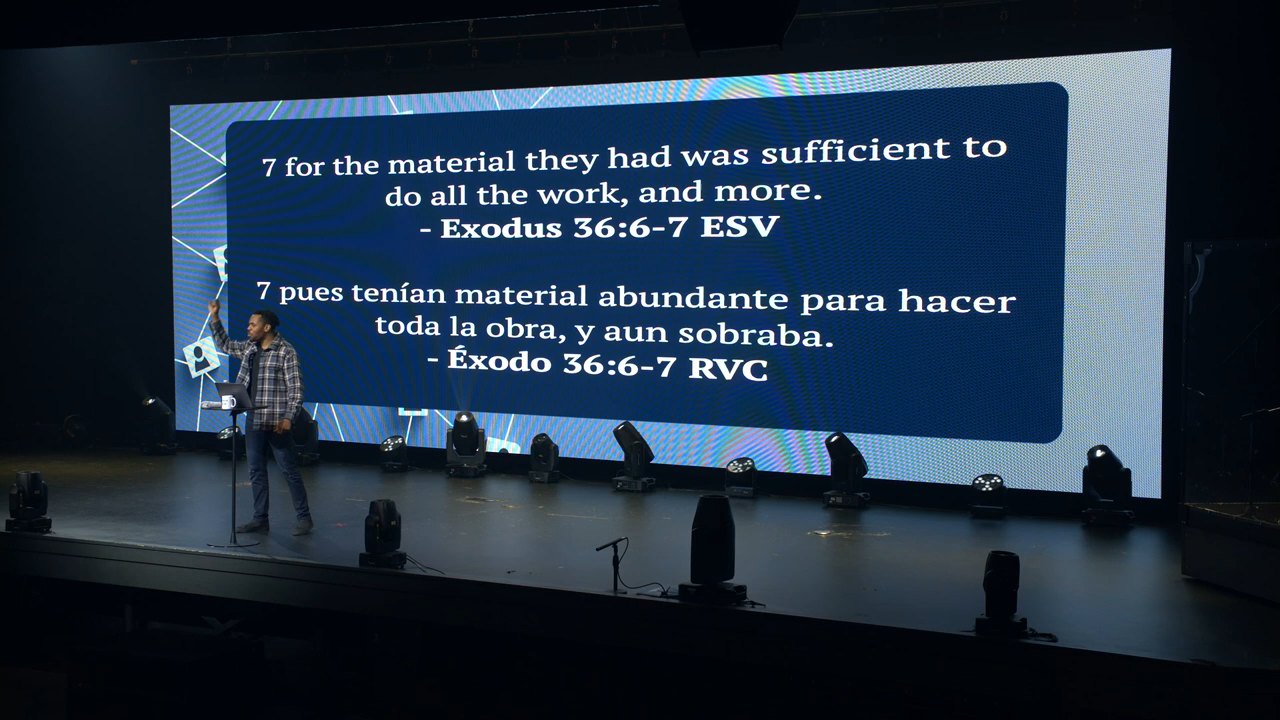 7 for the material they had was sufficient to
do all the work, and more.
- Exodus 36:6-7 ESV
7 pues tenían material abundante para hacer
toda la obra, y aun sobraba.
- Éxodo 36:6-7 RVC